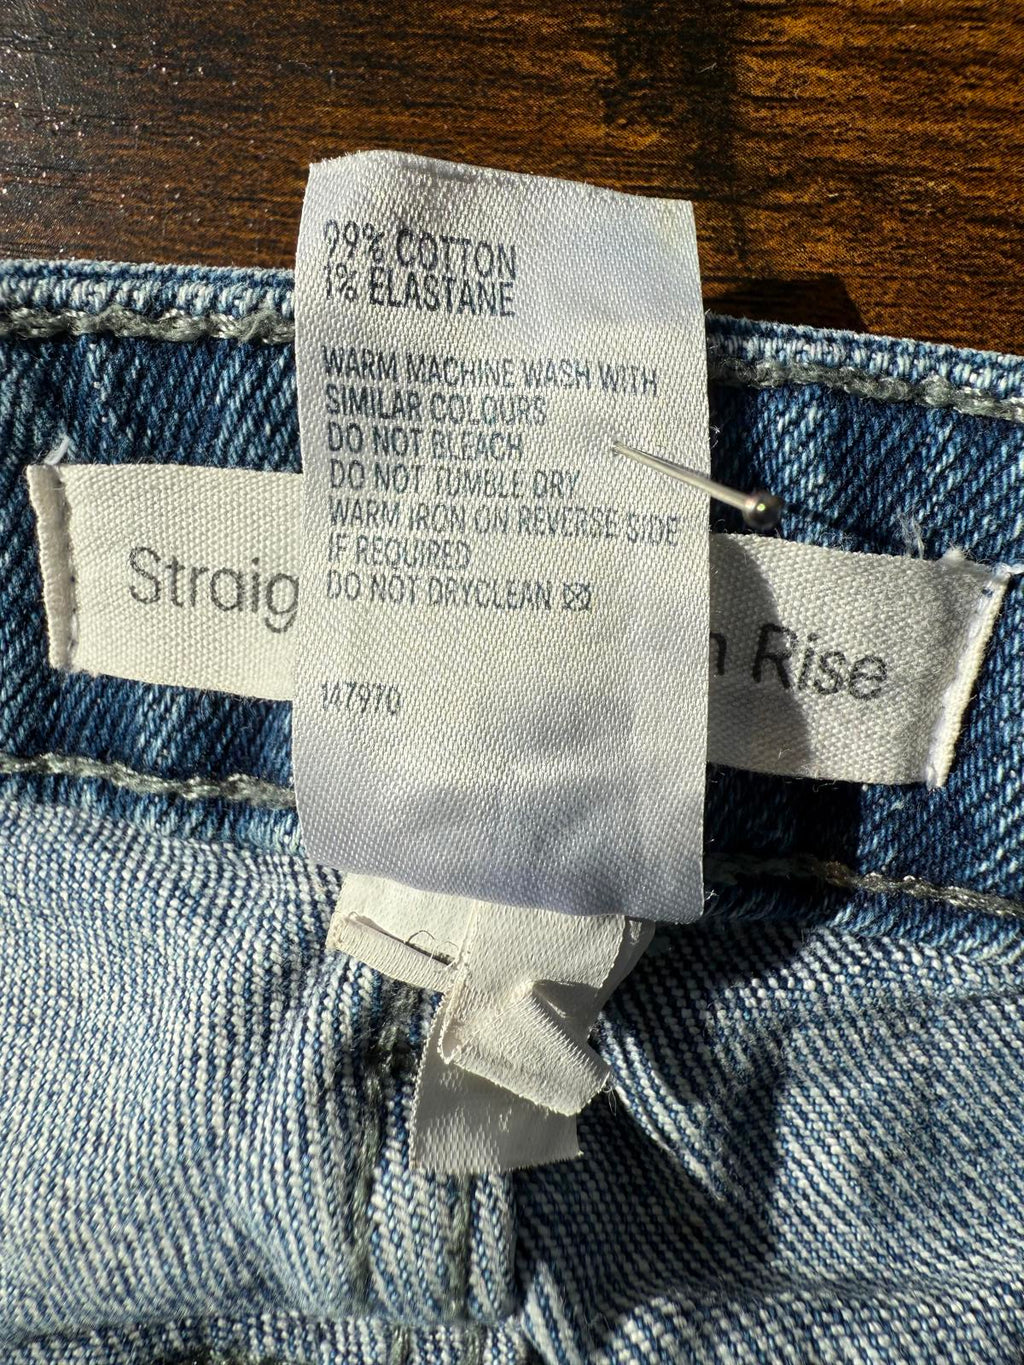 99% COTTON
1% ELASTANE
WARM MACHINE WASH WITH
SIMILAR COLOURS
DO NOT BLEACH
DO NOT TUMBLE DRY
WARM IRON ON REVERSE SIDE
IF REQUIRED
DO NOT DRYCLEAN
147970
Straig
n Rise